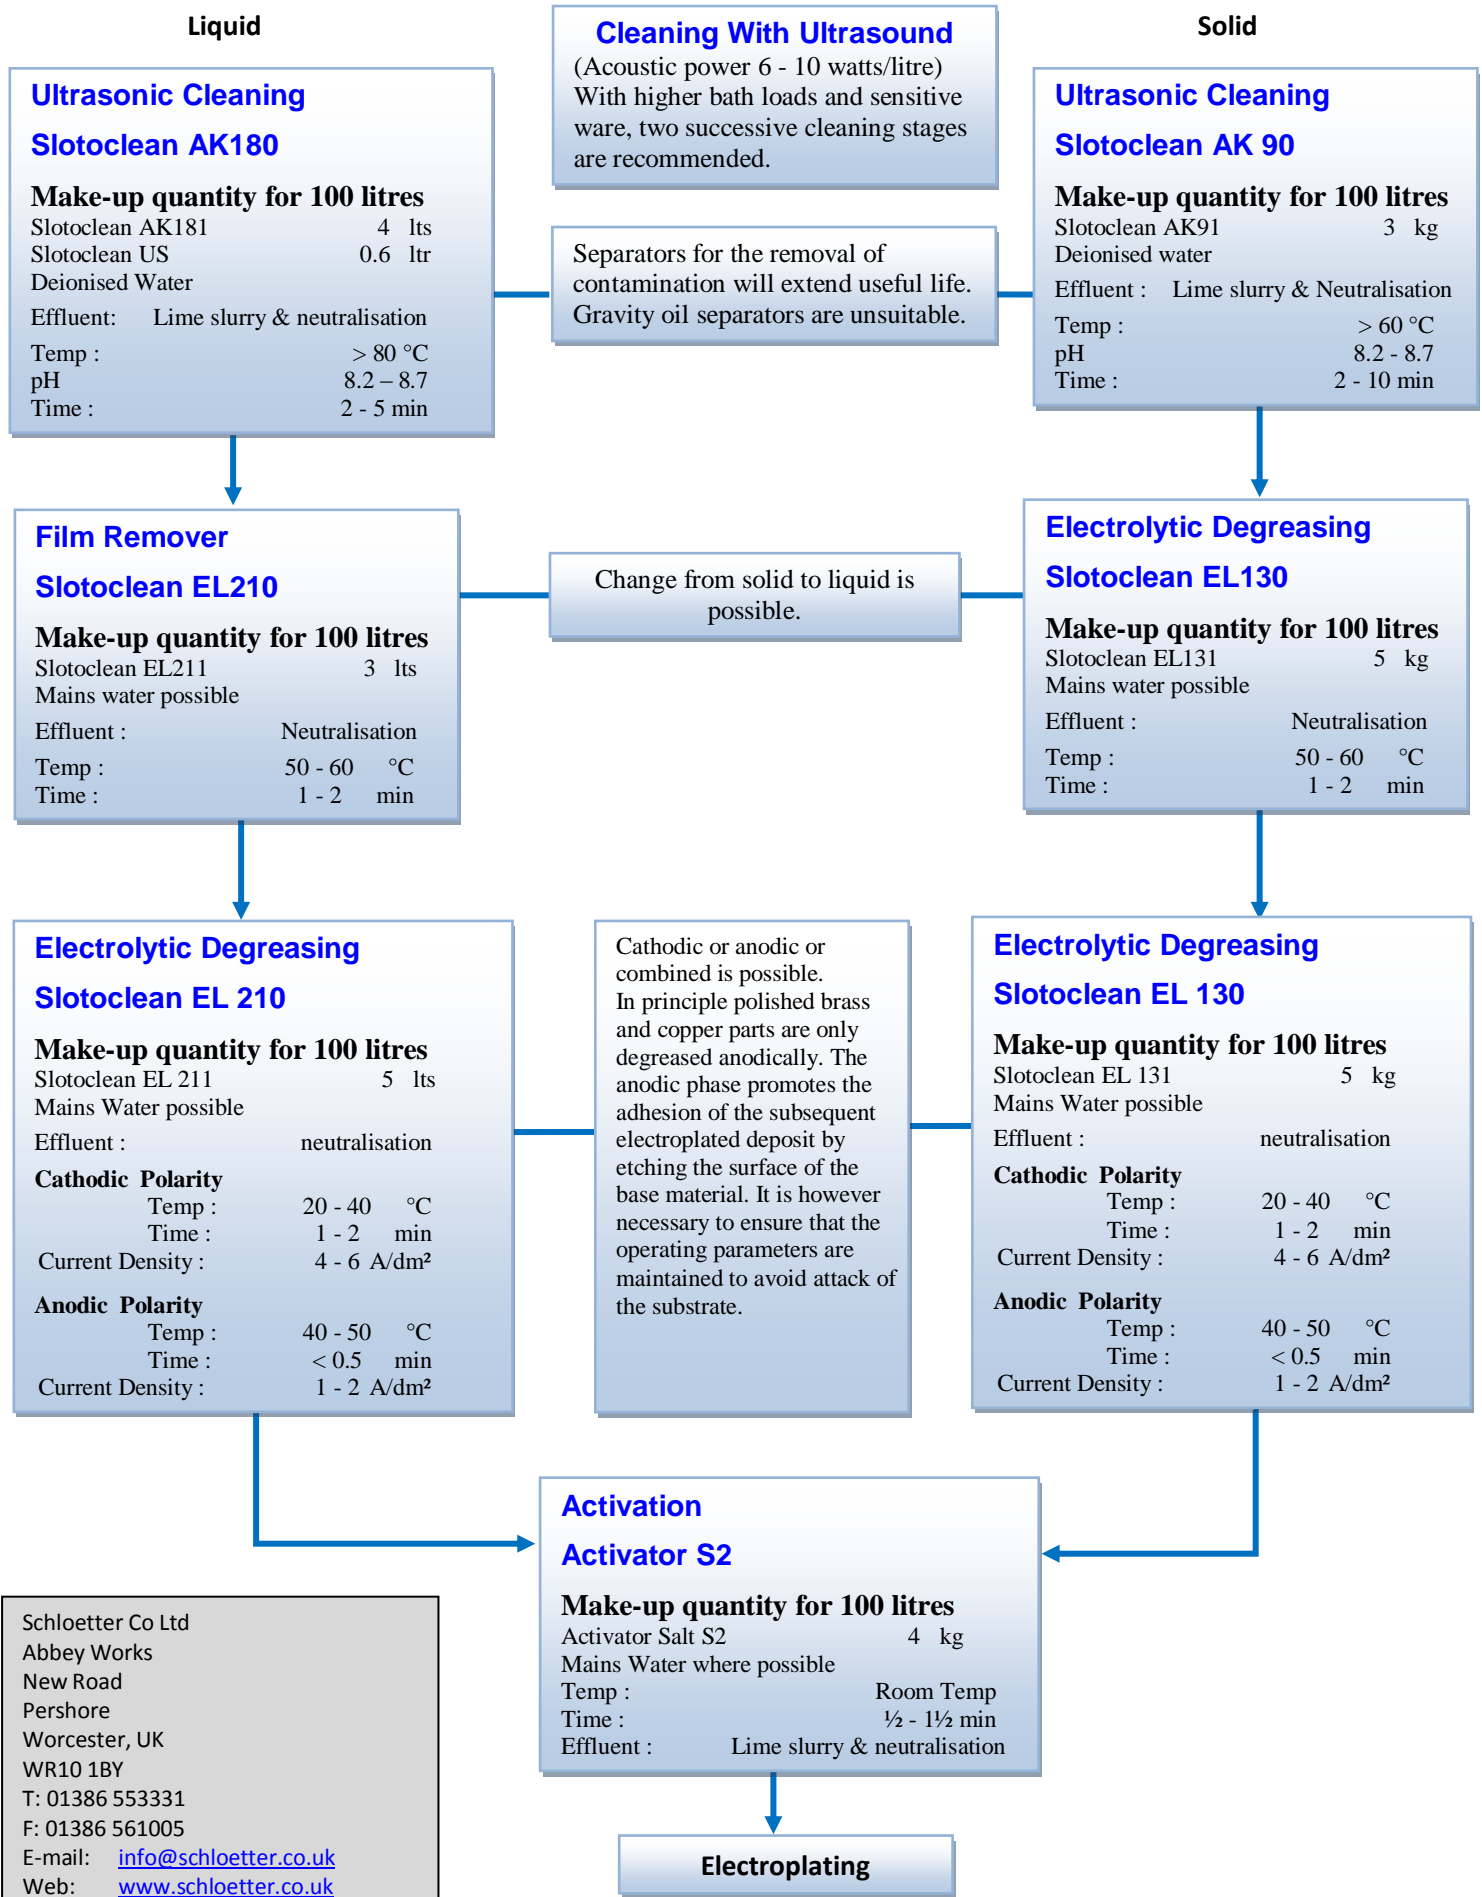 Liquid
Solid
Cleaning With Ultrasound
(Acoustic power 6 - 10 watts/litre)
With higher bath loads and sensitive
ware, two successive cleaning stages
are recommended.
Ultrasonic Cleaning
Slotoclean AK180
Make-up quantity for 100 litres
Slotoclean AK181 4 lts
Slotoclean US 0.6 ltr
Deionised Water
Effluent: Lime slurry & neutralisation
Temp : > 80 °C
pH 8.2 – 8.7
Time : 2 - 5 min
Separators for the removal of
contamination will extend useful life.
Gravity oil separators are unsuitable.
Ultrasonic Cleaning
Slotoclean AK 90
Make-up quantity for 100 litres
Slotoclean AK91 3 kg
Deionised water
Effluent : Lime slurry & Neutralisation
Temp : > 60 °C
pH 8.2 - 8.7
Time : 2 - 10 min
Film Remover
Slotoclean EL210
Make-up quantity for 100 litres
Slotoclean EL211 3 lts
Mains water possible
Effluent : Neutralisation
Temp : 50 - 60 °C
Time : 1 - 2 min
Change from solid to liquid is
possible.
Electrolytic Degreasing
Slotoclean EL130
Make-up quantity for 100 litres
Slotoclean EL131 5 kg
Mains water possible
Effluent : Neutralisation
Temp : 50 - 60 °C
Time : 1 - 2 min
Electrolytic Degreasing
Slotoclean EL 210
Make-up quantity for 100 litres
Slotoclean EL 211 5 lts
Mains Water possible
Effluent : neutralisation
Cathodic Polarity
Temp : 20 - 40 °C
Time : 1 - 2 min
Current Density : 4 - 6 A/dm²
Anodic Polarity
Temp : 40 - 50 °C
Time : < 0.5 min
Current Density : 1 - 2 A/dm²
Cathodic or anodic or
combined is possible.
In principle polished brass
and copper parts are only
degreased anodically. The
anodic phase promotes the
adhesion of the subsequent
electroplated deposit by
etching the surface of the
base material. It is however
necessary to ensure that the
operating parameters are
maintained to avoid attack of
the substrate.
Electrolytic Degreasing
Slotoclean EL 130
Make-up quantity for 100 litres
Slotoclean EL 131 5 kg
Mains Water possible
Effluent : neutralisation
Cathodic Polarity
Temp : 20 - 40 °C
Time : 1 - 2 min
Current Density : 4 - 6 A/dm²
Anodic Polarity
Temp : 40 - 50 °C
Time : < 0.5 min
Current Density : 1 - 2 A/dm²
Activation
Activator S2
Make-up quantity for 100 litres
Activator Salt S2 4 kg
Mains Water where possible
Temp : Room Temp
Time : ½ - 1½ min
Effluent : Lime slurry & neutralisation
Electroplating
Schloetter Co Ltd
Abbey Works
New Road
Pershore
Worcester, UK
WR10 1BY
T: 01386 553331
F: 01386 561005
E-mail: info@schloetter.co.uk
Web: www.schloetter.co.uk